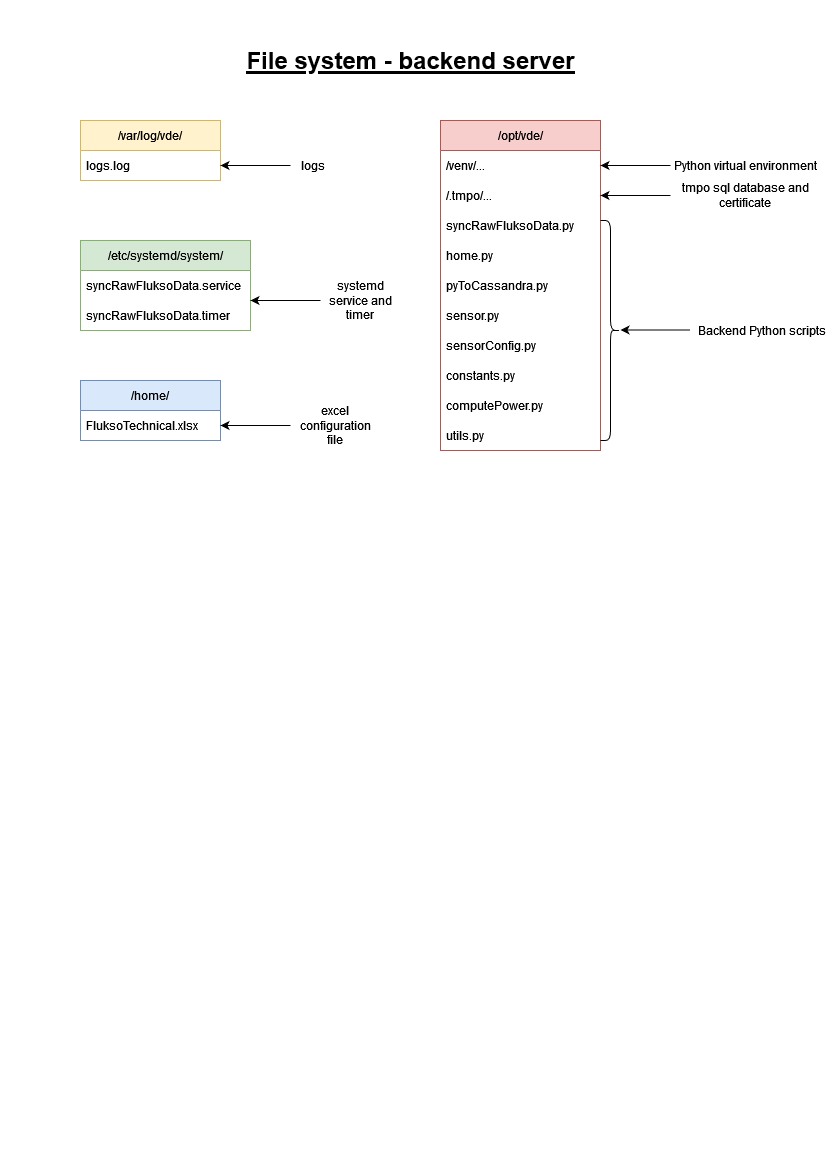 File system - backend server
/var/log/vde/
logs.log
logs
/etc/systemd/system/
syncRawFluksoData.service
syncRawFluksoData.timer
systemd
service and
timer
/home/
FluksoTechnical.xlsx
excel
configuration
file
/opt/vde/
/venv/...
Python virtual environment
/.tmpo/...
tmpo sql database and
certificate
syncRawFluksoData.py
home.py
pyToCassandra.py
sensor.py
sensorConfig.py
constants.py
computePower.py
utils.py
Backend Python scripts